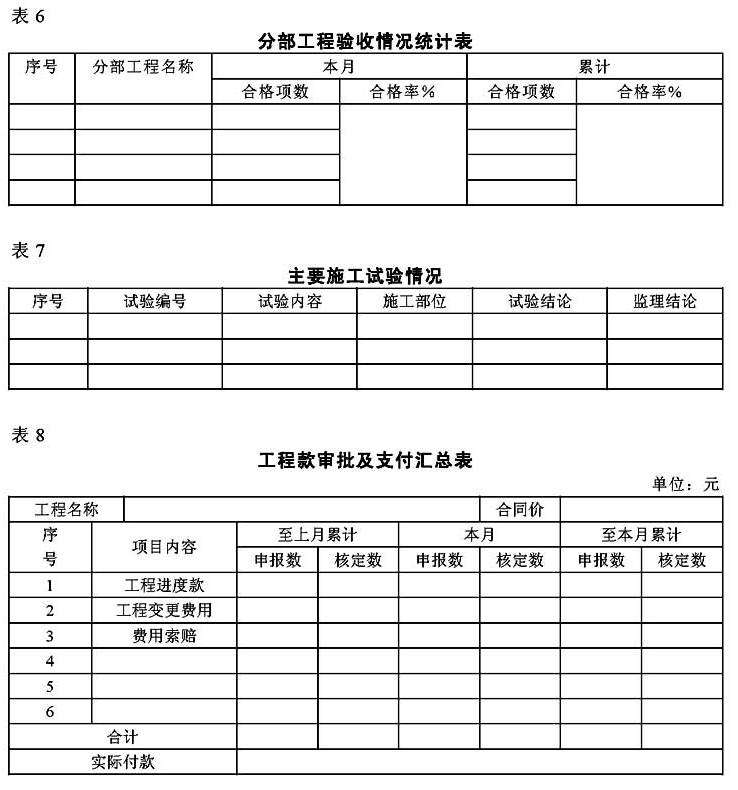 表 6
分部工程验收情况统计表
序号 分部工程名称 本月 累计
合格项数 合格率% 合格项数 合格率%
表 7
主要施工试验情况
序号 试验编号 试验内容 施工部位 试验结论 监理结论
表 8
工程款审批及支付汇总表
单位：元
工程名称 合同价
序号 项目内容 至上月累计 本月 至本月累计
申报数 核定数 申报数 核定数 申报数 核定数
1 工程进度款
2 工程变更费用
3 费用索赔
4
5
6
合计
实际付款